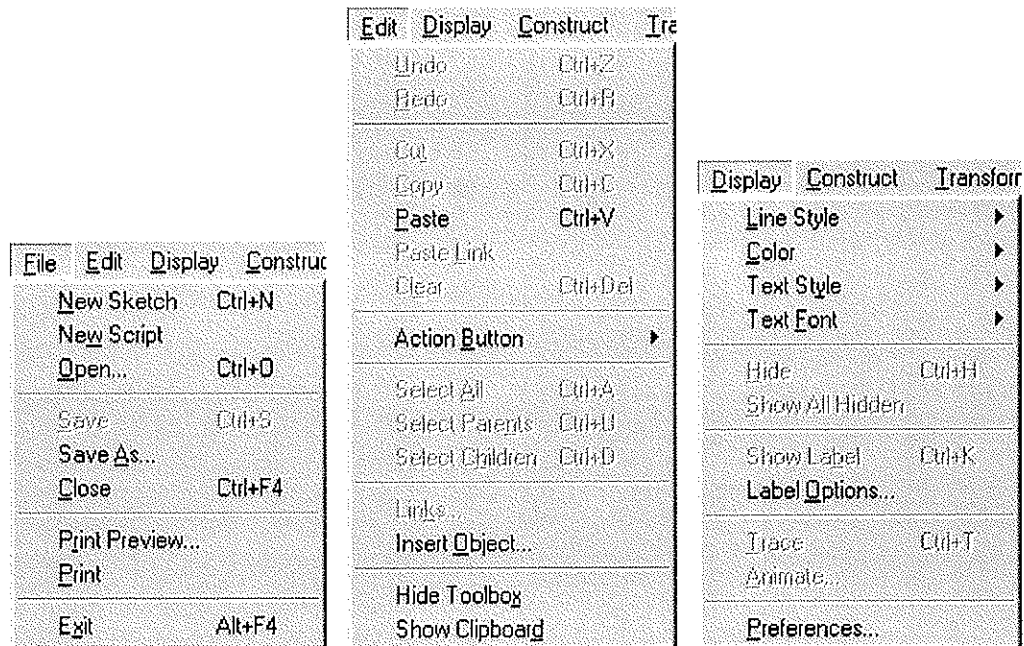 File Edit Display Construc
New Sketch Ctrl+N
New Script
Open... Ctrl+O
Save Ctrl+S
Save As... 
Close Ctrl+F4
Print Preview...
Print
Exit Alt+F4
Edit Display Construct Tra
Undo Ctrl+Z
Redo Ctrl+R
Cut Ctrl+X
Copy Ctrl+C
Paste Ctrl+V
Paste Link
Clear Ctrl+Del
Action Button
Select All Ctrl+A
Select Parents Ctrl+U
Select Children Ctrl+D
Links...
Insert Object...
Hide Toolbox
Show Clipboard
Display Construct Transfor
Line Style
Color
Text Style
Text Font
Hide Ctrl+H
Show All Hidden
Show Label Ctrl+K
Label Options...
Trace Ctrl+T
Animate...
Preferences...